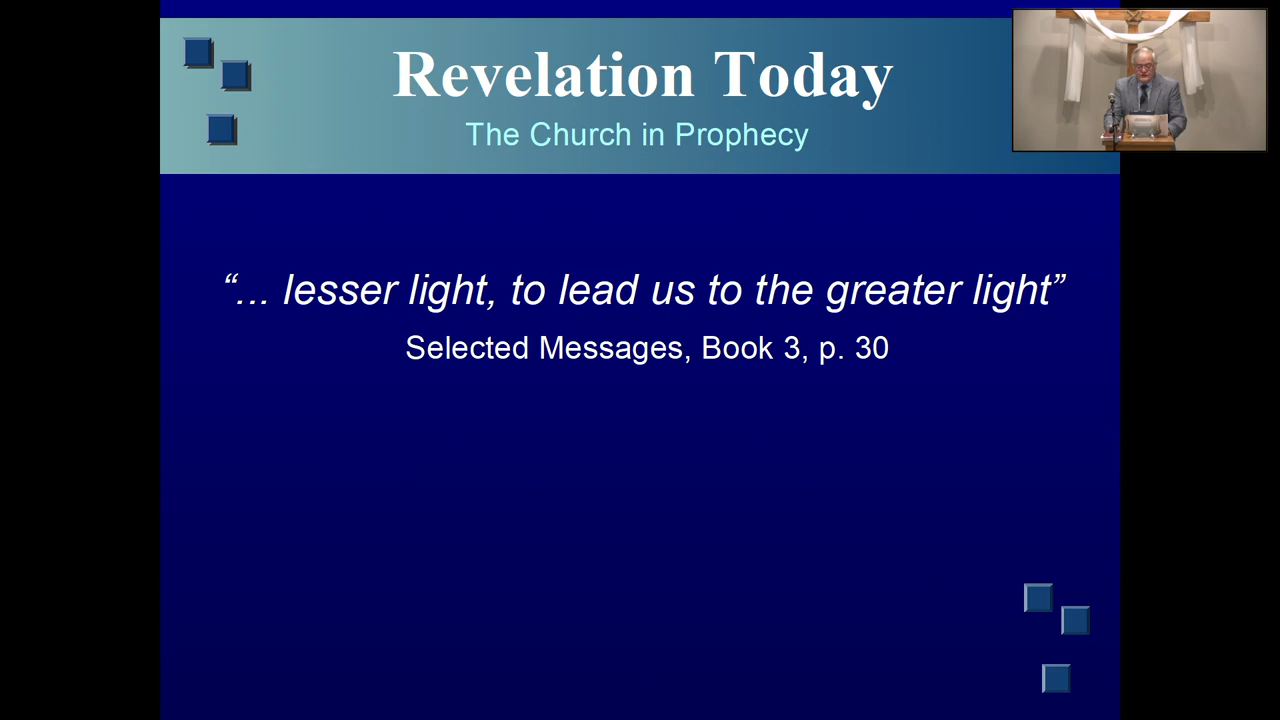 Revelation Today
The Church in Prophecy
“... lesser light, to lead us to the greater light”
Selected Messages, Book 3, p. 30